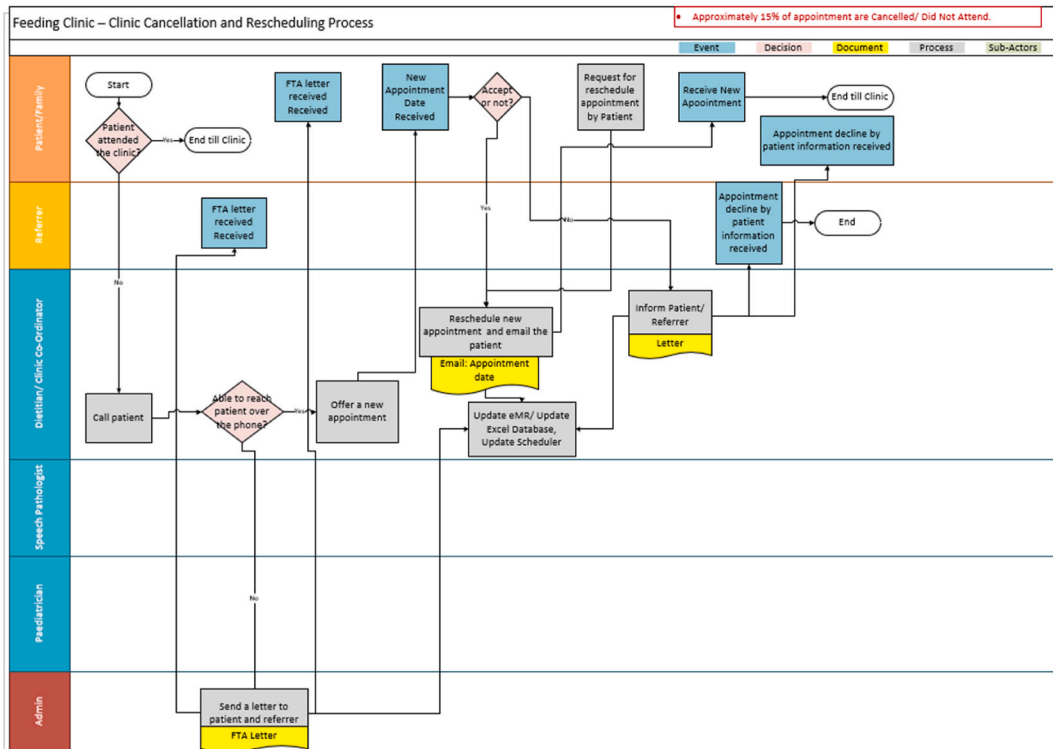 Feeding Clinic – Clinic Cancellation and Rescheduling Process
• Approximately 15% of appointment are Cancelled/ Did Not Attend.
Event
Decision
Document
Process
Sub-Actors
Patient/Family
Start
Patient
attended
the clinic?
Yes
End till Clinic
FTA letter
received
Received
New
Appointment
Date
Received
Accept
or not?
Request for
reschedule
appointment
by Patient
Receive New
Appointment
End till Clinic
Appointment decline by
patient information received
Referrer
FTA letter
received
Received
Yes
No
Appointment
decline by
patient
information
received
End
Dietitian/ Clinic Co-Ordinator
No
Call patient
Able to reach
patient over
the phone?
Yes
Offer a new
appointment
Reschedule new
appointment and email the
patient
Email: Appointment
date
Update eMR/ Update
Excel Database,
Update Scheduler
Inform Patient/
Referrer
Letter
Speech Pathologist
Paediatrician
No
Admin
Send a letter to
patient and referrer
FTA Letter